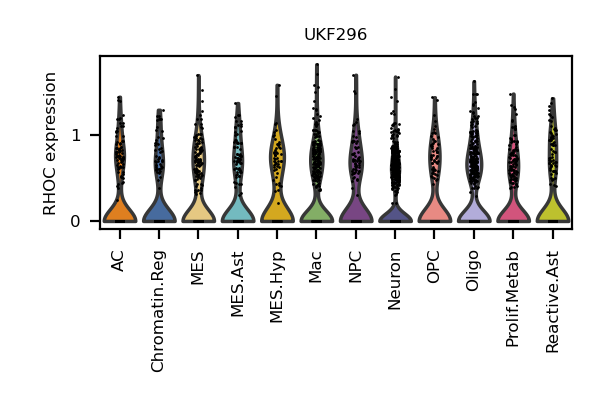 UKF296
RHOC expression
1
0
AC
Chromatin.Reg
MES
MES.Ast
MES.Hyp
Mac
NPC
Neuron
OPC
Oligo
Prolif.Metab
Reactive.Ast